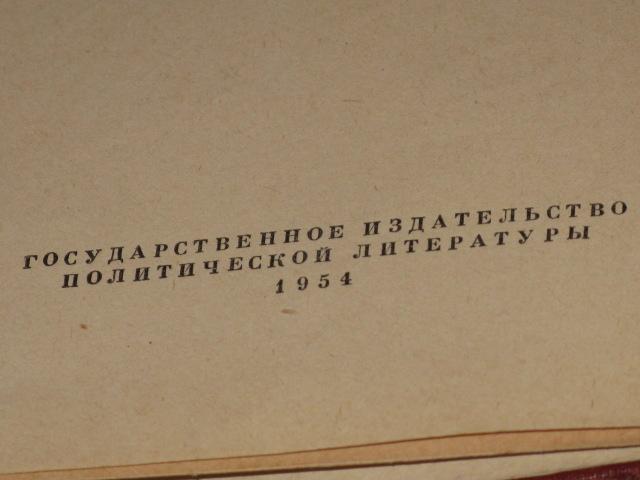 ГОСУДАРСТВЕННОЕ ИЗДАТЕЛЬСТВО
ПОЛИТИЧЕСКОЙ ЛИТЕРАТУРЫ
1954